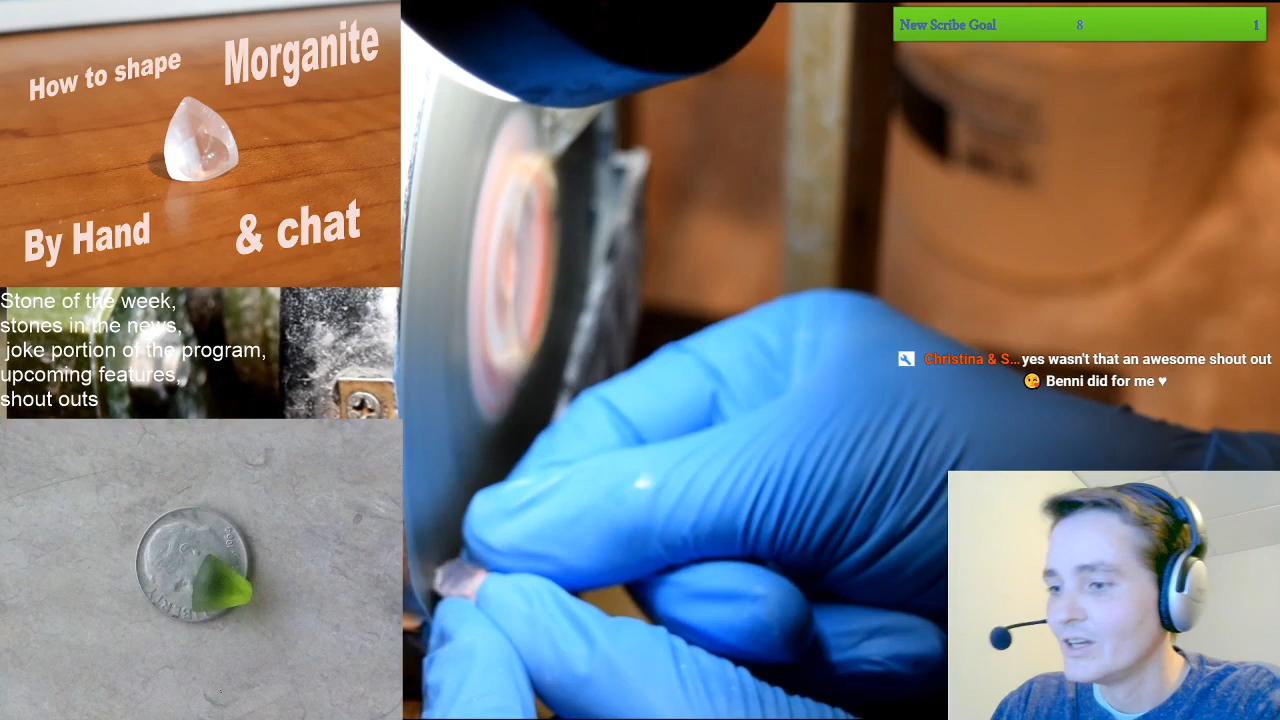 How to shape
Morganite
By Hand
& chat
Stone of the week,
stones in the news,
joke portion of the program,
upcoming features,
shout outs
New Scribe Goal 8 1
Christina & S... yes wasn't that an awesome shout out
😉 Benni did for me ♥